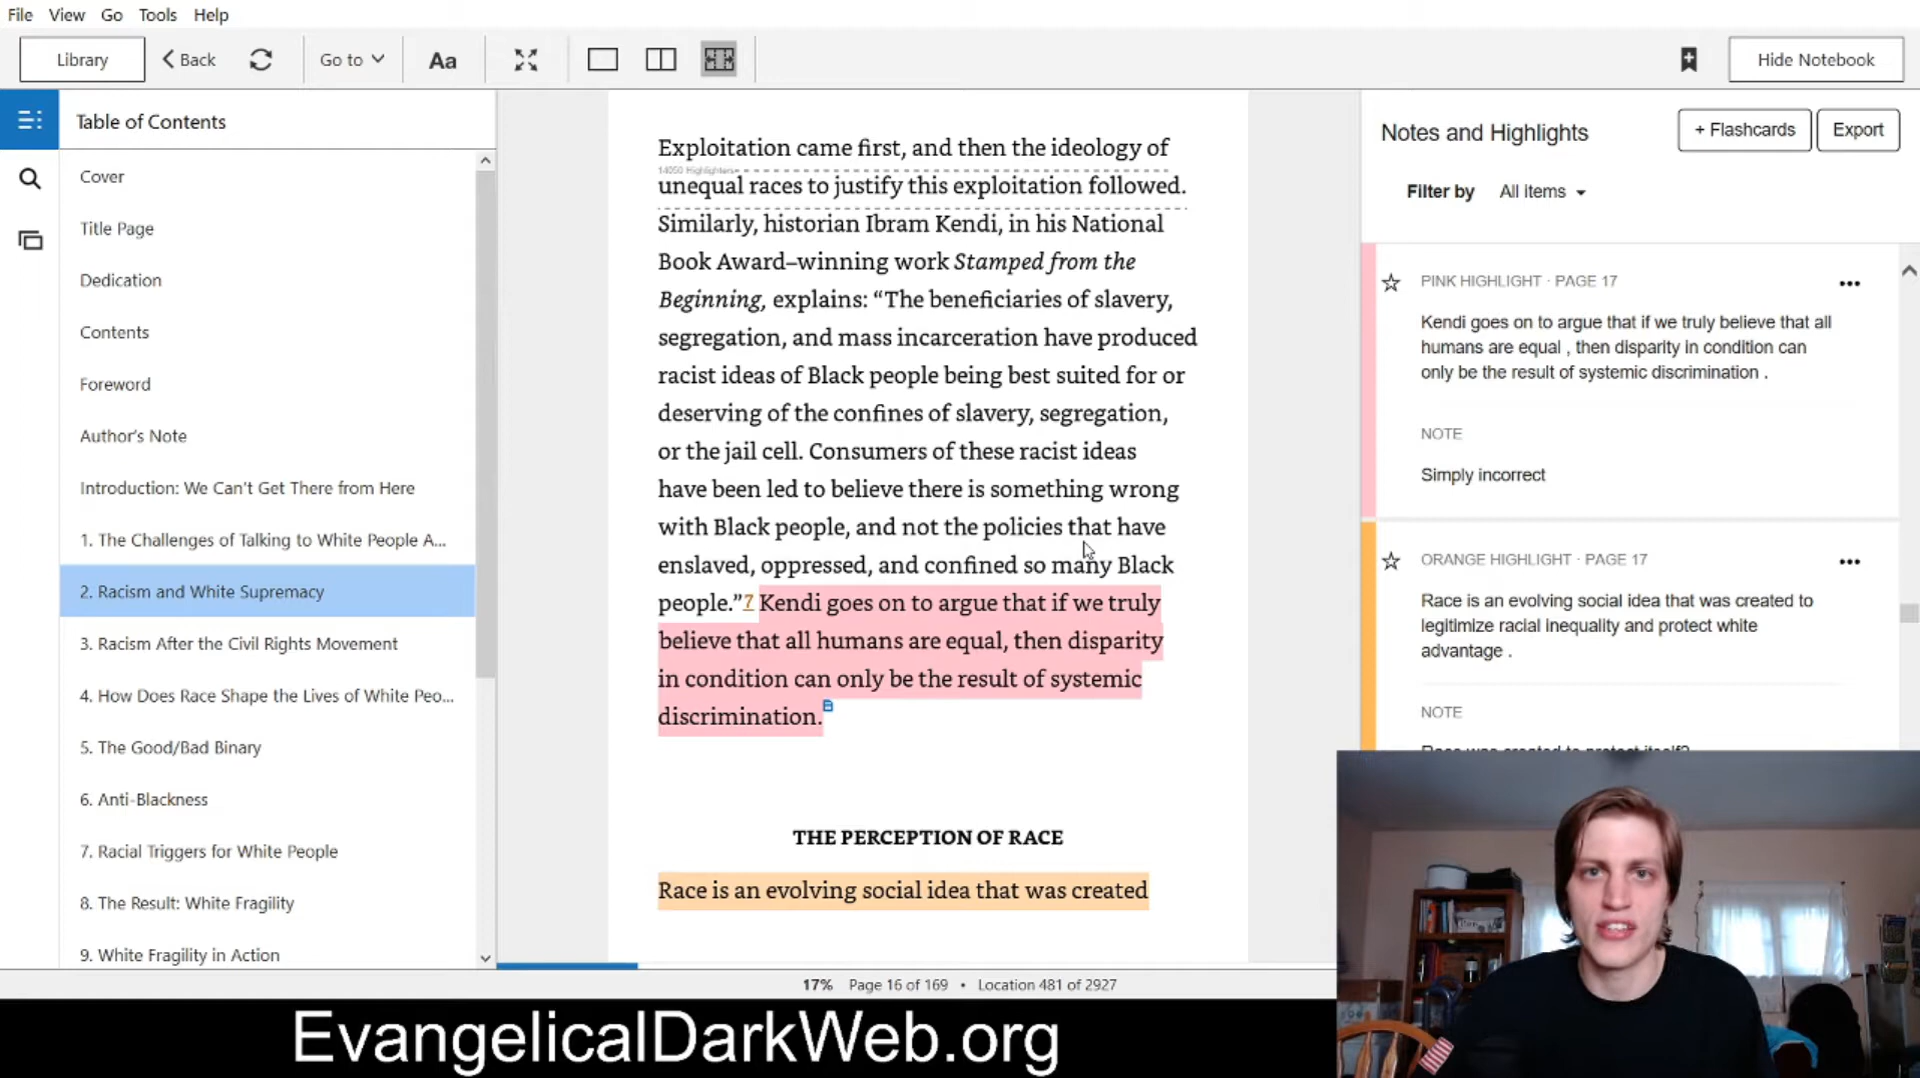 File View Go Tools Help
Library Back Go to Aa Hide Notebook
Table of Contents
Cover
Title Page
Dedication
Contents
Foreword
Author's Note
Introduction: We Can't Get There from Here
1. The Challenges of Talking to White People A...
2. Racism and White Supremacy
3. Racism After the Civil Rights Movement
4. How Does Race Shape the Lives of White Peo...
5. The Good/Bad Binary
6. Anti-Blackness
7. Racial Triggers for White People
8. The Result: White Fragility
9. White Fragility in Action
Exploitation came first, and then the ideology of
14050 Highlighters
unequal races to justify this exploitation followed.
Similarly, historian Ibram Kendi, in his National
Book Award–winning work Stamped from the
Beginning, explains: “The beneficiaries of slavery,
segregation, and mass incarceration have produced
racist ideas of Black people being best suited for or
deserving of the confines of slavery, segregation,
or the jail cell. Consumers of these racist ideas
have been led to believe there is something wrong
with Black people, and not the policies that have
enslaved, oppressed, and confined so many Black
people.”7 Kendi goes on to argue that if we truly
believe that all humans are equal, then disparity
in condition can only be the result of systemic
discrimination.
THE PERCEPTION OF RACE
Race is an evolving social idea that was created
17% Page 16 of 169 • Location 481 of 2927
Notes and Highlights + Flashcards Export
Filter by All items
PINK HIGHLIGHT · PAGE 17
Kendi goes on to argue that if we truly believe that all
humans are equal , then disparity in condition can
only be the result of systemic discrimination .
NOTE
Simply incorrect
ORANGE HIGHLIGHT · PAGE 17
Race is an evolving social idea that was created to
legitimize racial inequality and protect white
advantage .
NOTE
Race was created to protect itself?
EvangelicalDarkWeb.org